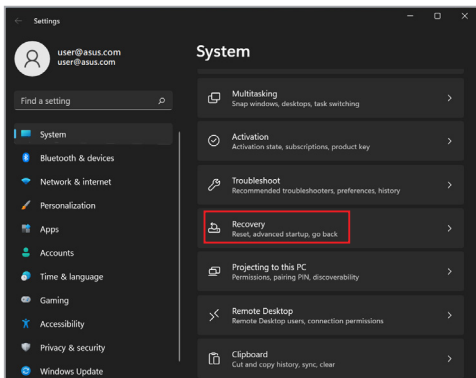 Settings
user@asus.com
user@asus.com
Find a setting
System
Bluetooth & devices
Network & internet
Personalization
Apps
Accounts
Time & language
Gaming
Accessibility
Privacy & security
Windows Update
System
Multitasking
Snap windows, desktops, task switching
Activation
Activation state, subscriptions, product key
Troubleshoot
Recommended troubleshooters, preferences, history
Recovery
Reset, advanced startup, go back
Projecting to this PC
Permissions, pairing PIN, discoverability
Remote Desktop
Remote Desktop users, connection permissions
Clipboard
Cut and copy history, sync, clear